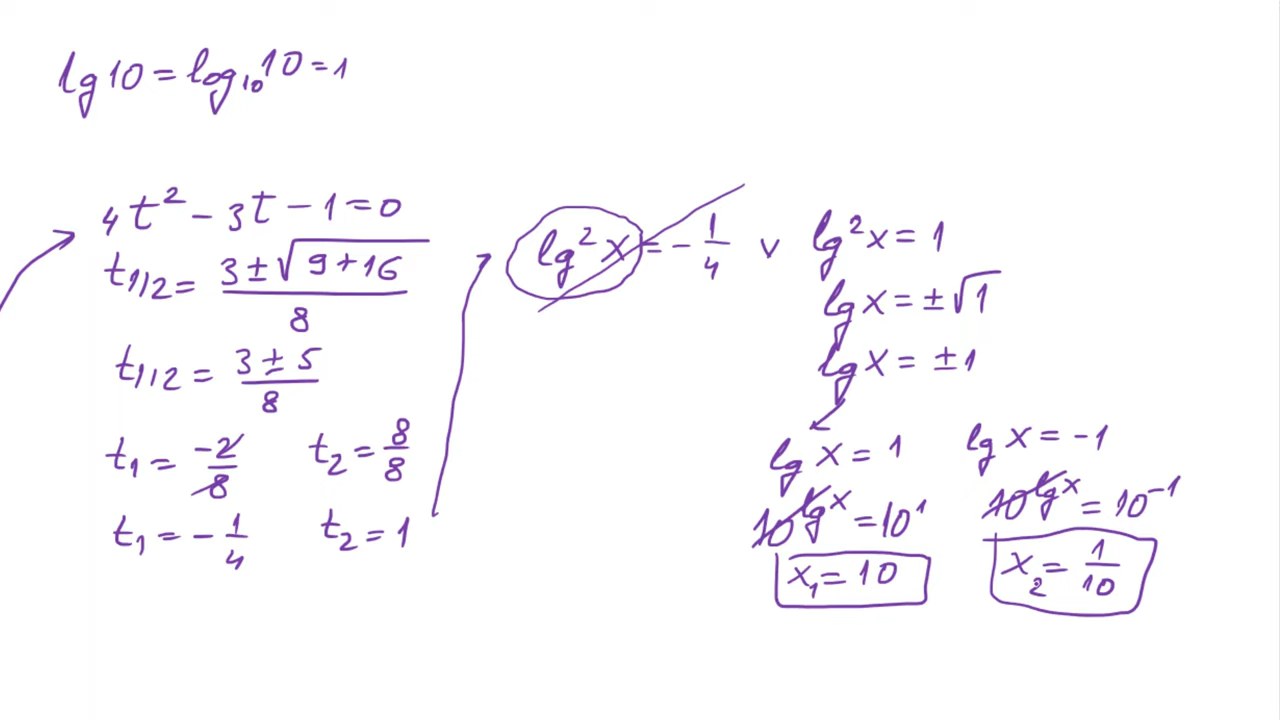 lg 10 = log₁₀10 = 1
4t² - 3t - 1 = 0
t₁/₂ = (3 ± √(9 + 16))/8
t₁/₂ = (3 ± 5)/8
t₁ = -2/8 t₂ = 8/8
t₁ = -1/4 t₂ = 1
lg²x = -1/4 ∨ lg²x = 1
lg x = ±√1
lg x = ±1
lg x = 1 lg x = -1
10^(lg x) = 10¹ 10^(lg x) = 10⁻¹
x₁ = 10 x₂ = 1/10